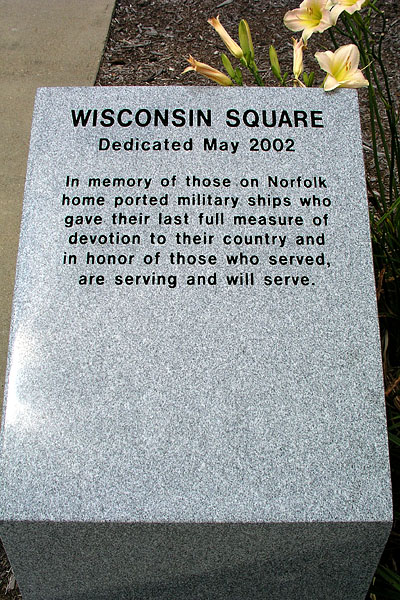 WISCONSIN SQUARE
Dedicated May 2002
In memory of those on Norfolk
home ported military ships who
gave their last full measure of
devotion to their country and
in honor of those who served,
are serving and will serve.